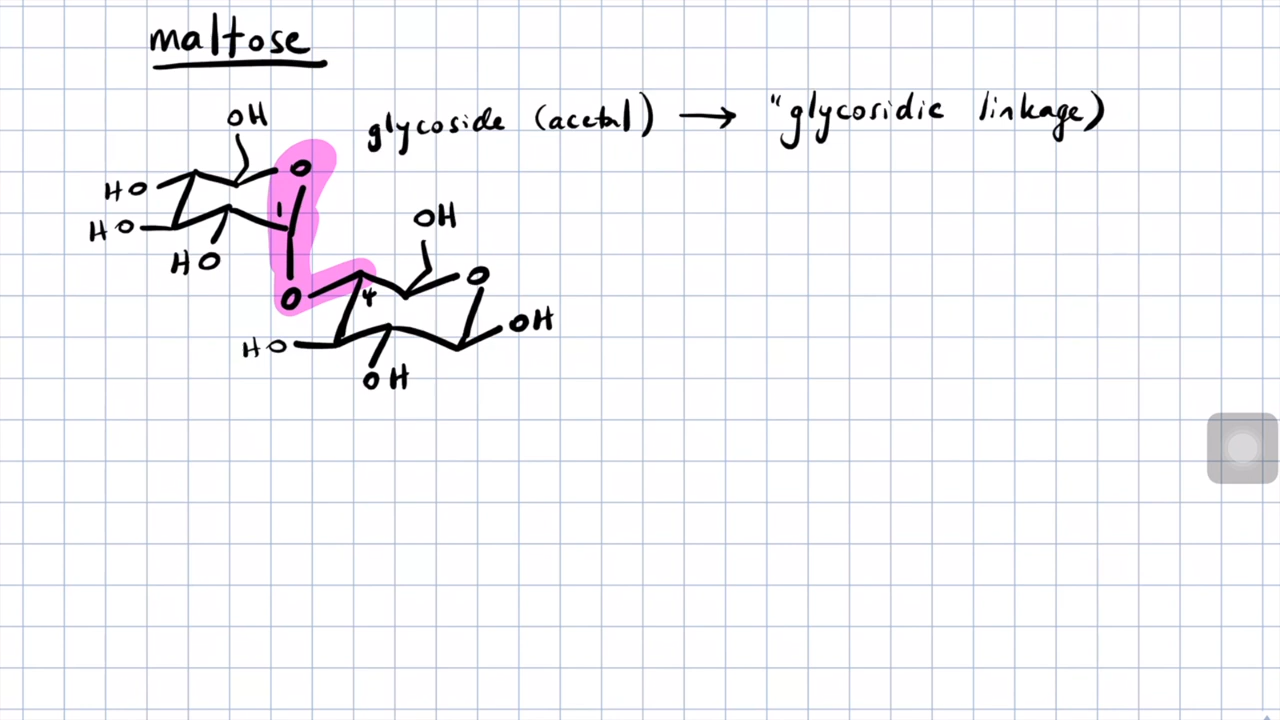 maltose
glycoside (acetal) → "glycosidic linkage)
OH
HO
O
1
HO
HO
OH
O
O
4
OH
HO
OH